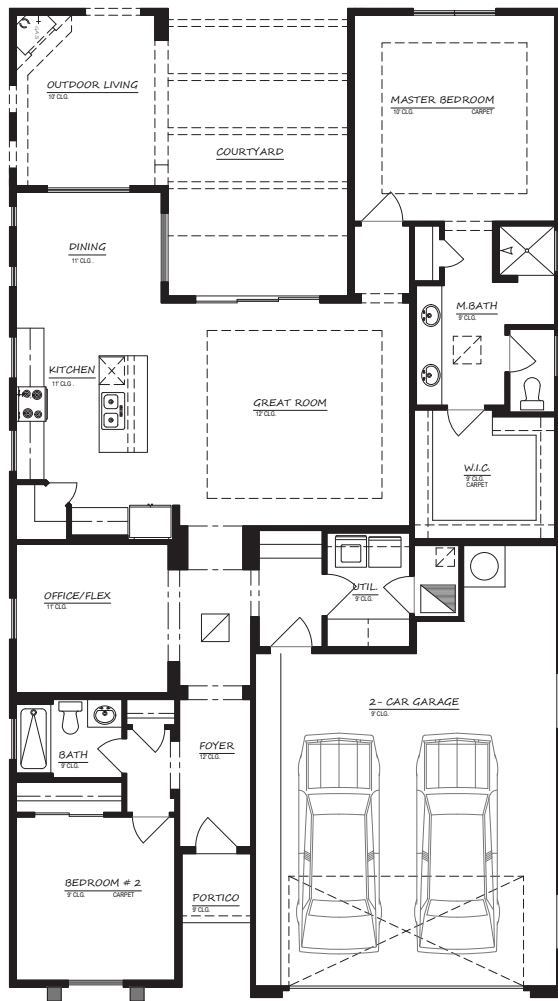 GAS
OUTDOOR LIVING
10' CLG.
MASTER BEDROOM
10' CLG. CARPET
COURTYARD
DINING
11' CLG.
M.BATH
9' CLG.
KITCHEN
11' CLG.
GREAT ROOM
12' CLG.
W.I.C.
9' CLG.
CARPET
OFFICE/FLEX
11' CLG.
UTIL.
9' CLG.
2- CAR GARAGE
9' CLG.
FOYER
12' CLG.
BATH
9' CLG.
BEDROOM # 2
9' CLG. CARPET
PORTICO
9' CLG.